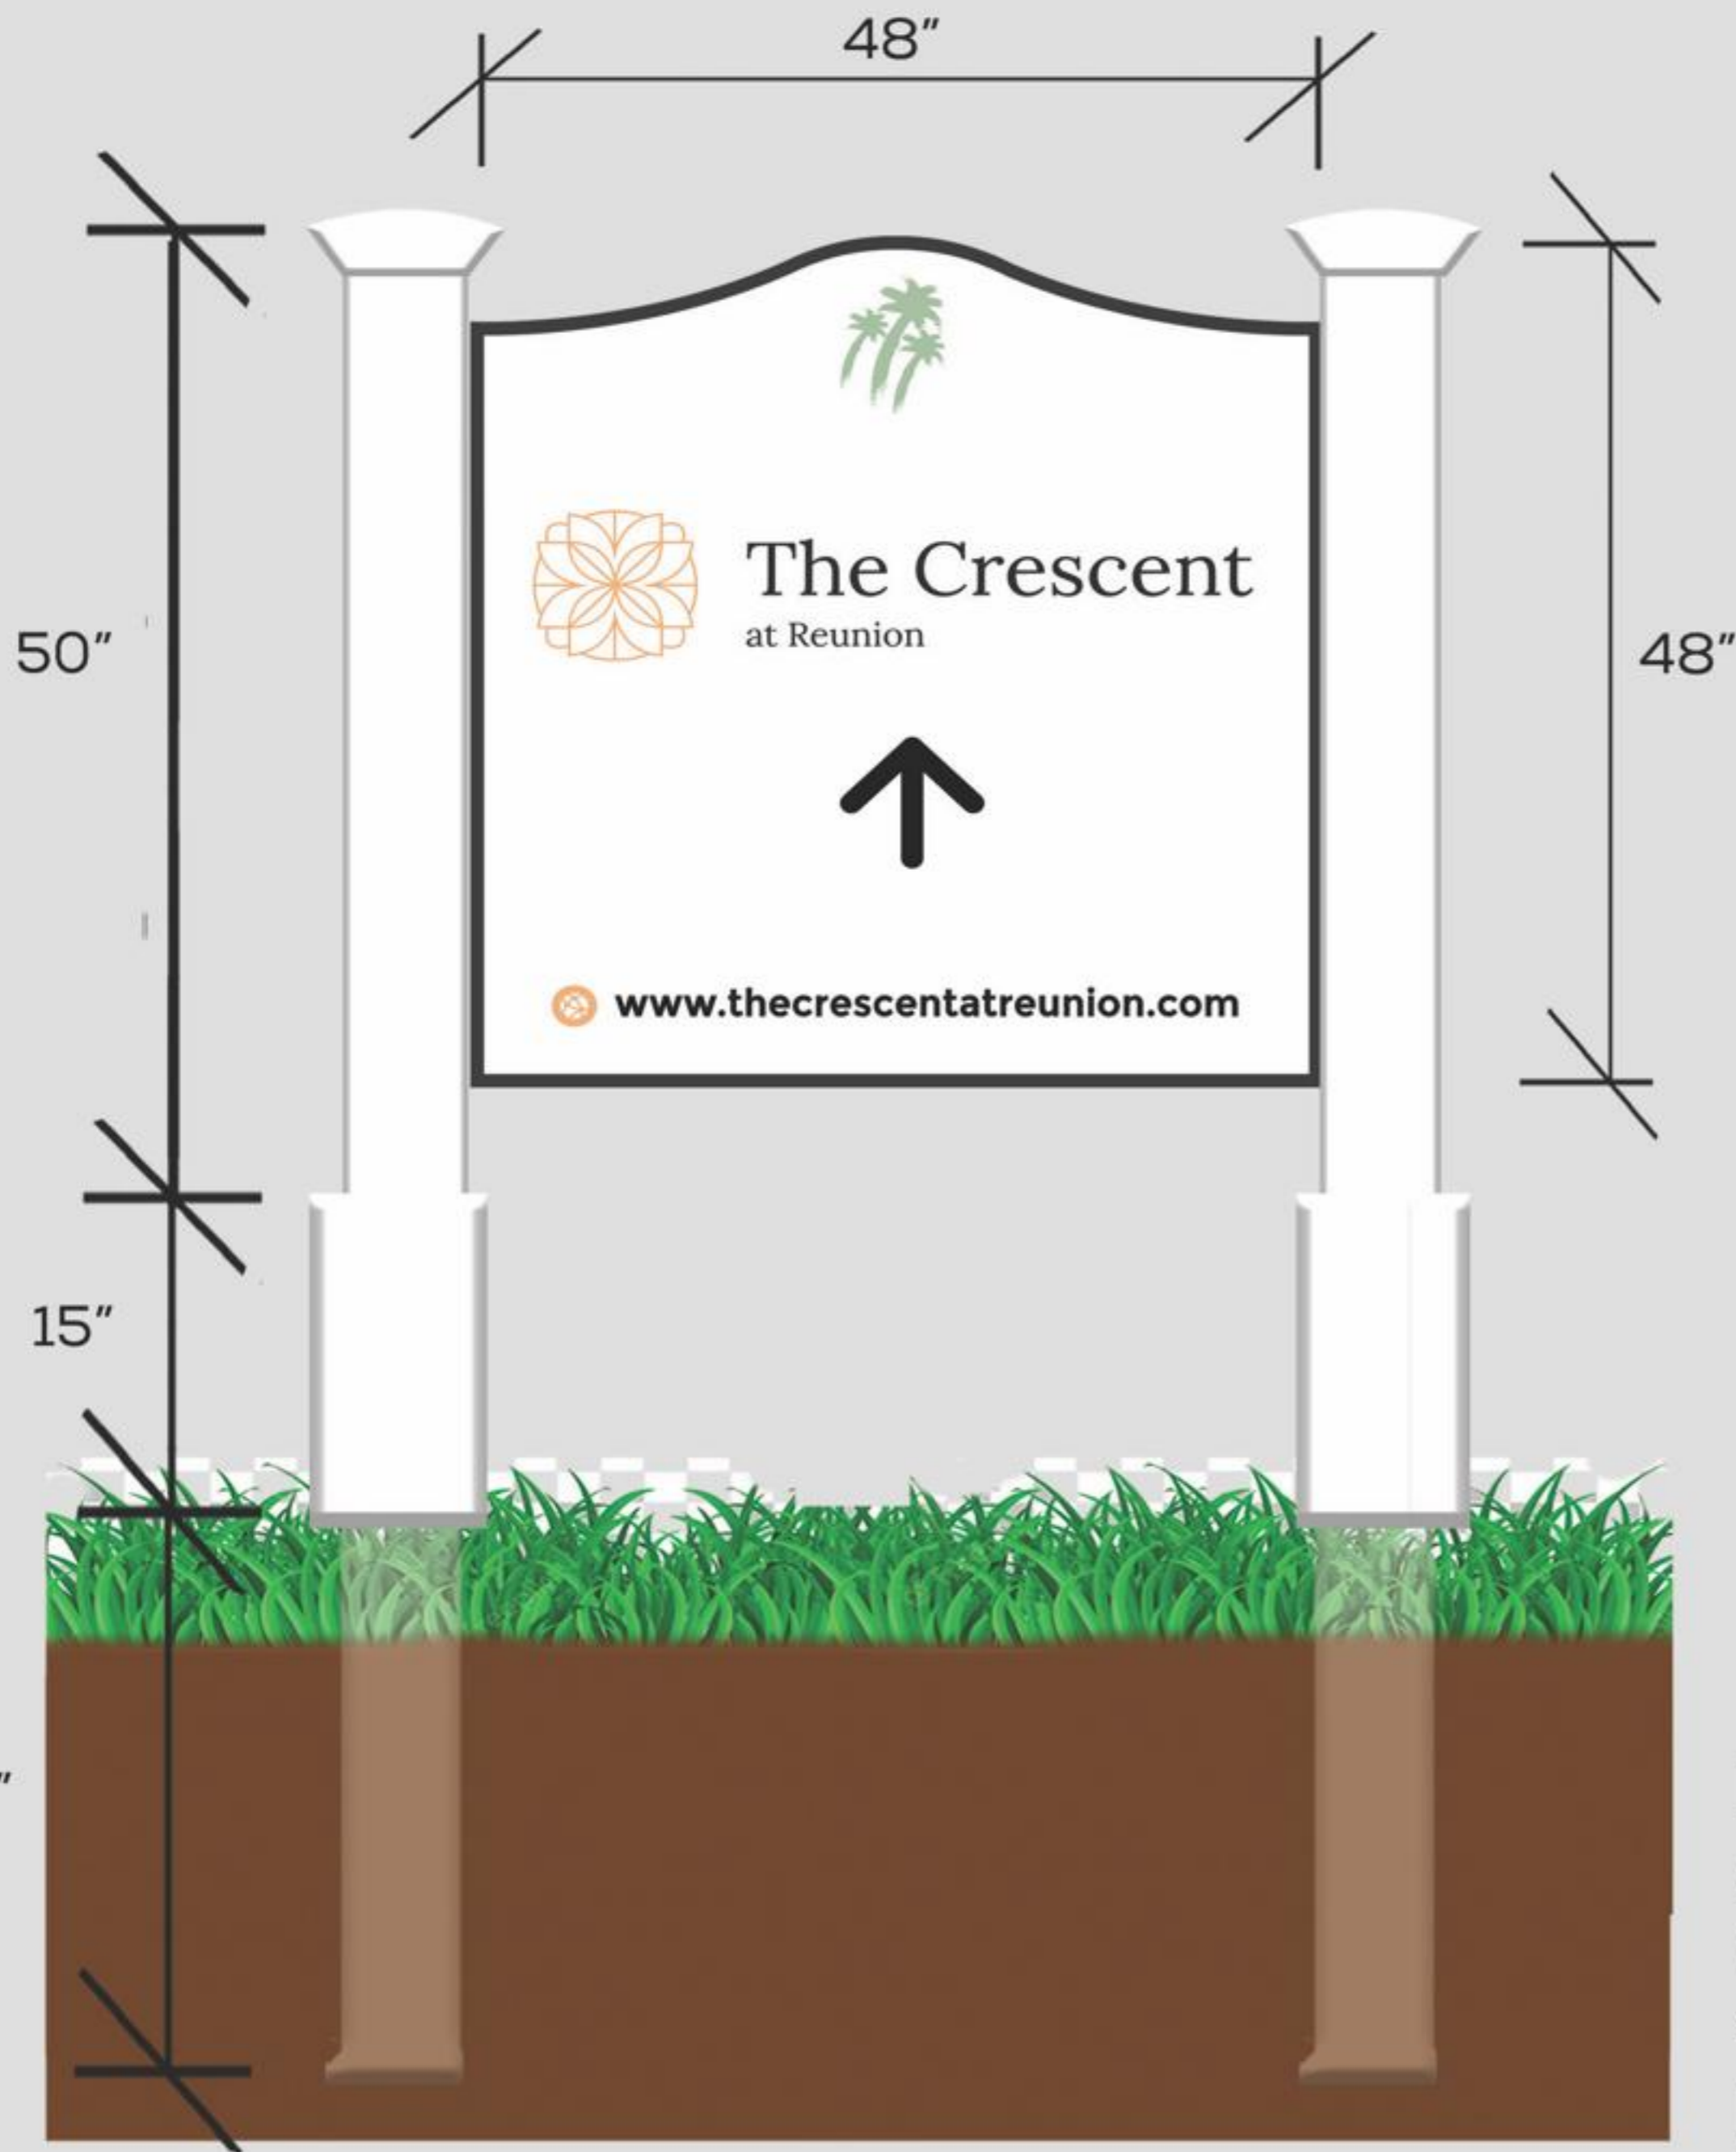 48"
50"
48"
The Crescent
at Reunion
www.thecrescentatreunion.com
15"
"